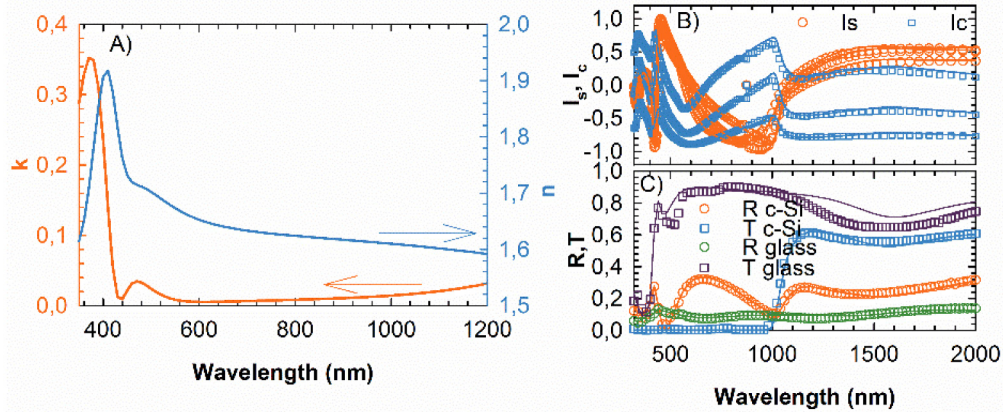 A)
0,4
0,3
0,2
0,1
0,0
k
2,0
1,9
1,8
1,7
1,6
1,5
n
400
600
800
1000
1200
Wavelength (nm)
B)
Is
Ic
1,0
0,5
0,0
-0,5
-1,0
Is, Ic
C)
1,0
0,8
0,6
0,4
0,2
0,0
R,T
R c-Si
T c-Si
R glass
T glass
500
1000
1500
2000
Wavelength (nm)